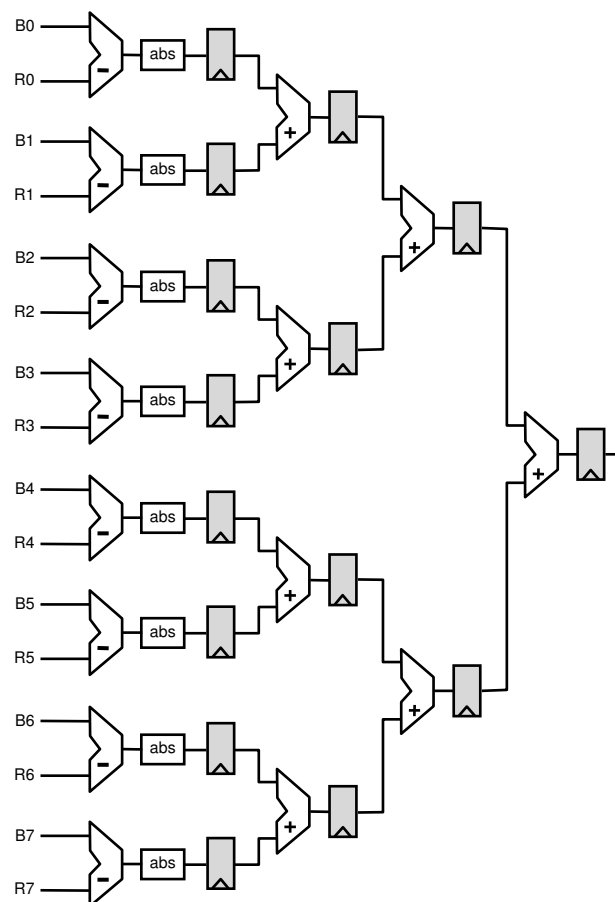 B0
abs
R0
+
B1
abs
R1
+
B2
abs
R2
+
B3
abs
R3
+
B4
abs
R4
+
B5
abs
R5
+
B6
abs
R6
+
B7
abs
R7